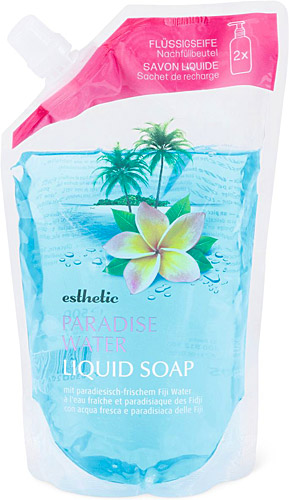 FLÜSSIGSEIFE
Nachfüllbeutel
SAVON LIQUIDE
Sachet de recharge
2x
esthetic
PARADISE
WATER
LIQUID SOAP
mit paradiesisch-frischem Fiji Water
à l'eau fraîche et paradisiaque des Fidji
con acqua fresca e paradisiaca delle Fiji